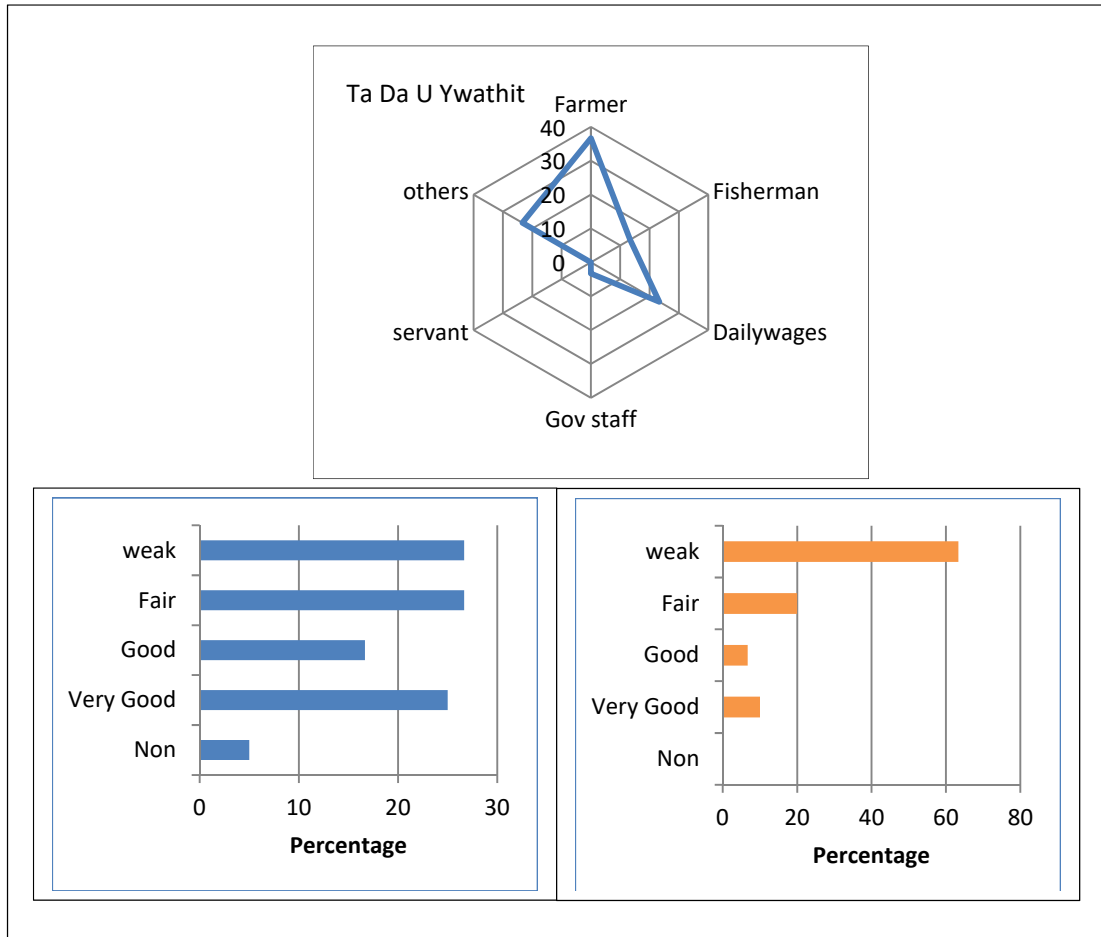 Ta Da U Ywathit
Farmer
40
30
20
10
0
Fisherman
others
servant
Dailywages
Gov staff
weak
Fair
Good
Very Good
Non
0 10 20 30
Percentage
weak
Fair
Good
Very Good
Non
0 20 40 60 80
Percentage